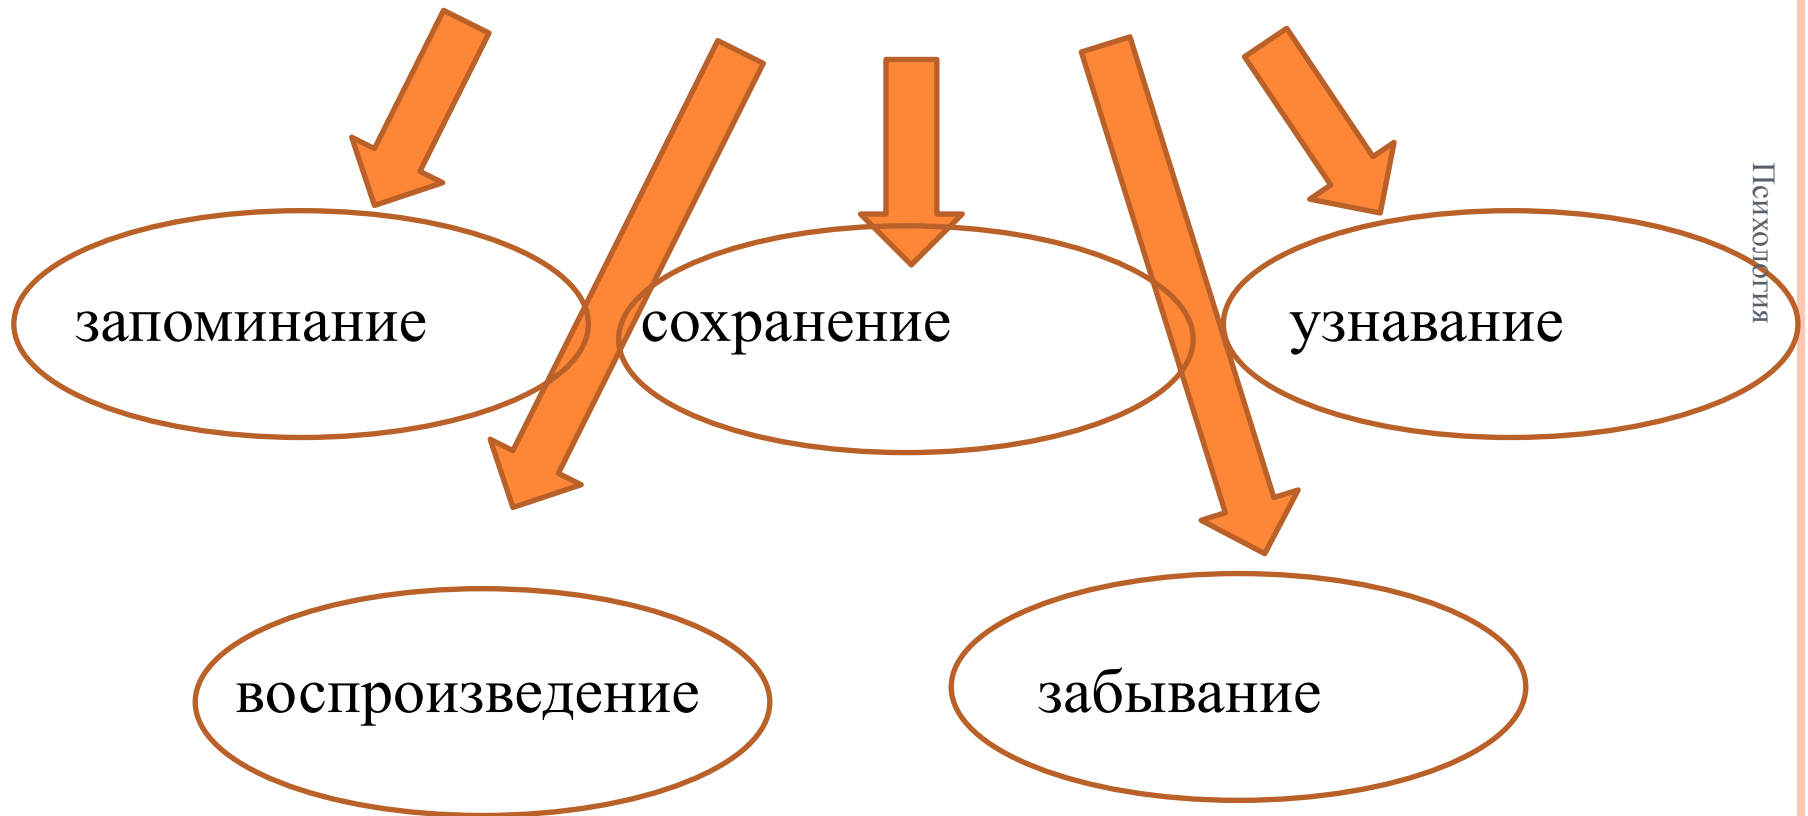 запоминание
сохранение
узнавание
Психология
воспроизведение
забывание